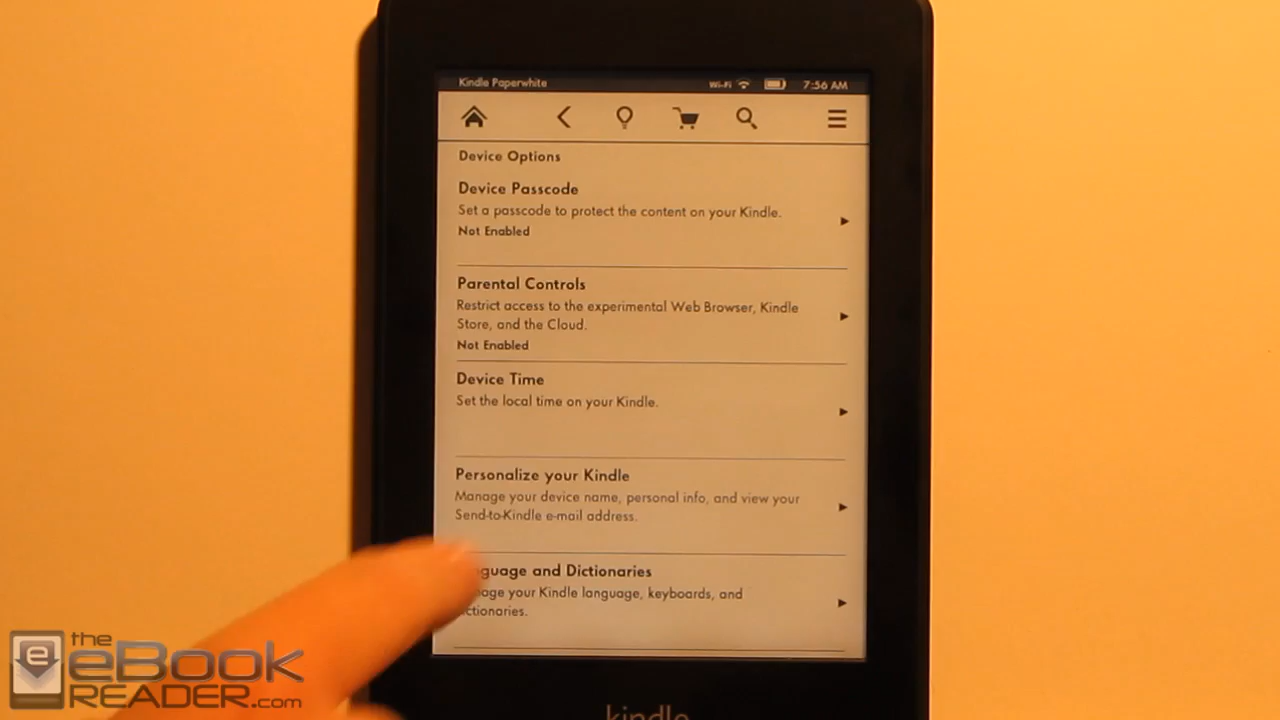 Kindle Paperwhite Wi-Fi 7:56 AM
Device Options
Device Passcode
Set a passcode to protect the content on your Kindle.
Not Enabled
Parental Controls
Restrict access to the experimental Web Browser, Kindle
Store, and the Cloud.
Not Enabled
Device Time
Set the local time on your Kindle.
Personalize your Kindle
Manage your device name, personal info, and view your
Send-to-Kindle e-mail address.
guage and Dictionaries
age your Kindle language, keyboards, and
ctionaries.
kindle
the
eBook
READER.com